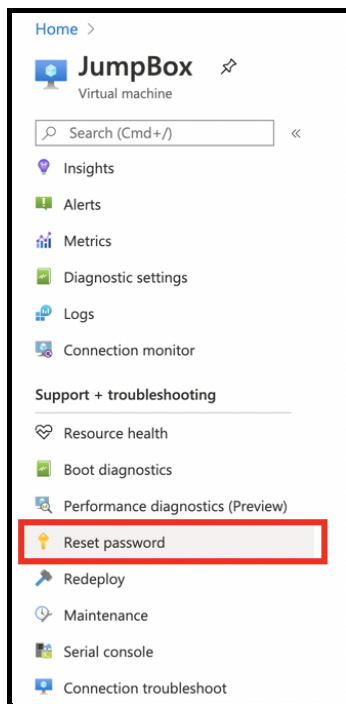 Home >
JumpBox
Virtual machine
Search (Cmd+/)
«
Insights
Alerts
Metrics
Diagnostic settings
Logs
Connection monitor
Support + troubleshooting
Resource health
Boot diagnostics
Performance diagnostics (Preview)
Reset password
Redeploy
Maintenance
Serial console
Connection troubleshoot